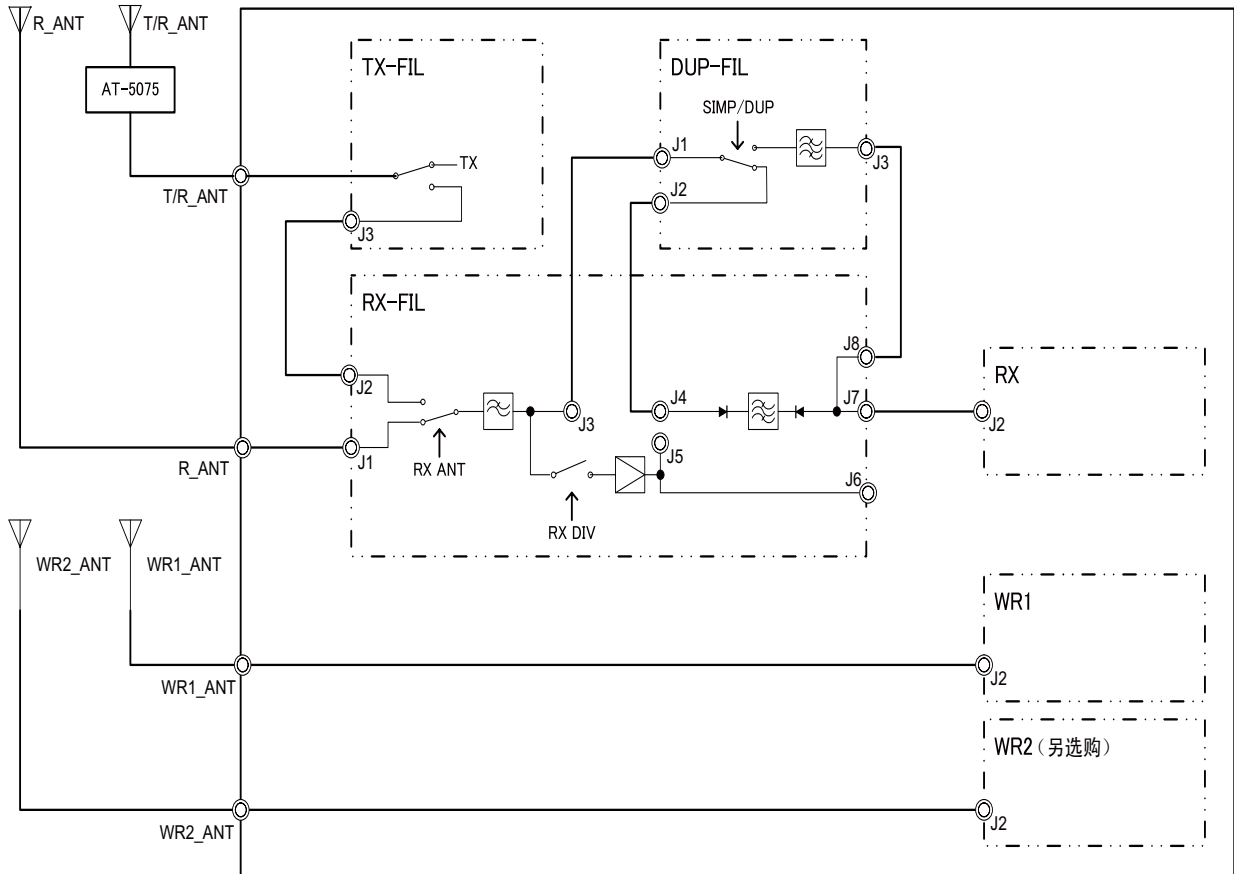 R_ANT
T/R_ANT
AT-5075
T/R_ANT
TX-FIL
TX
J3
DUP-FIL
SIMP/DUP
J1
J2
J3
RX-FIL
J2
J1
R_ANT
RX ANT
J3
RX DIV
J4
J5
J6
J7
J8
RX
J2
WR2_ANT
WR1_ANT
WR1_ANT
WR1
J2
WR2_ANT
WR2（另选购）
J2